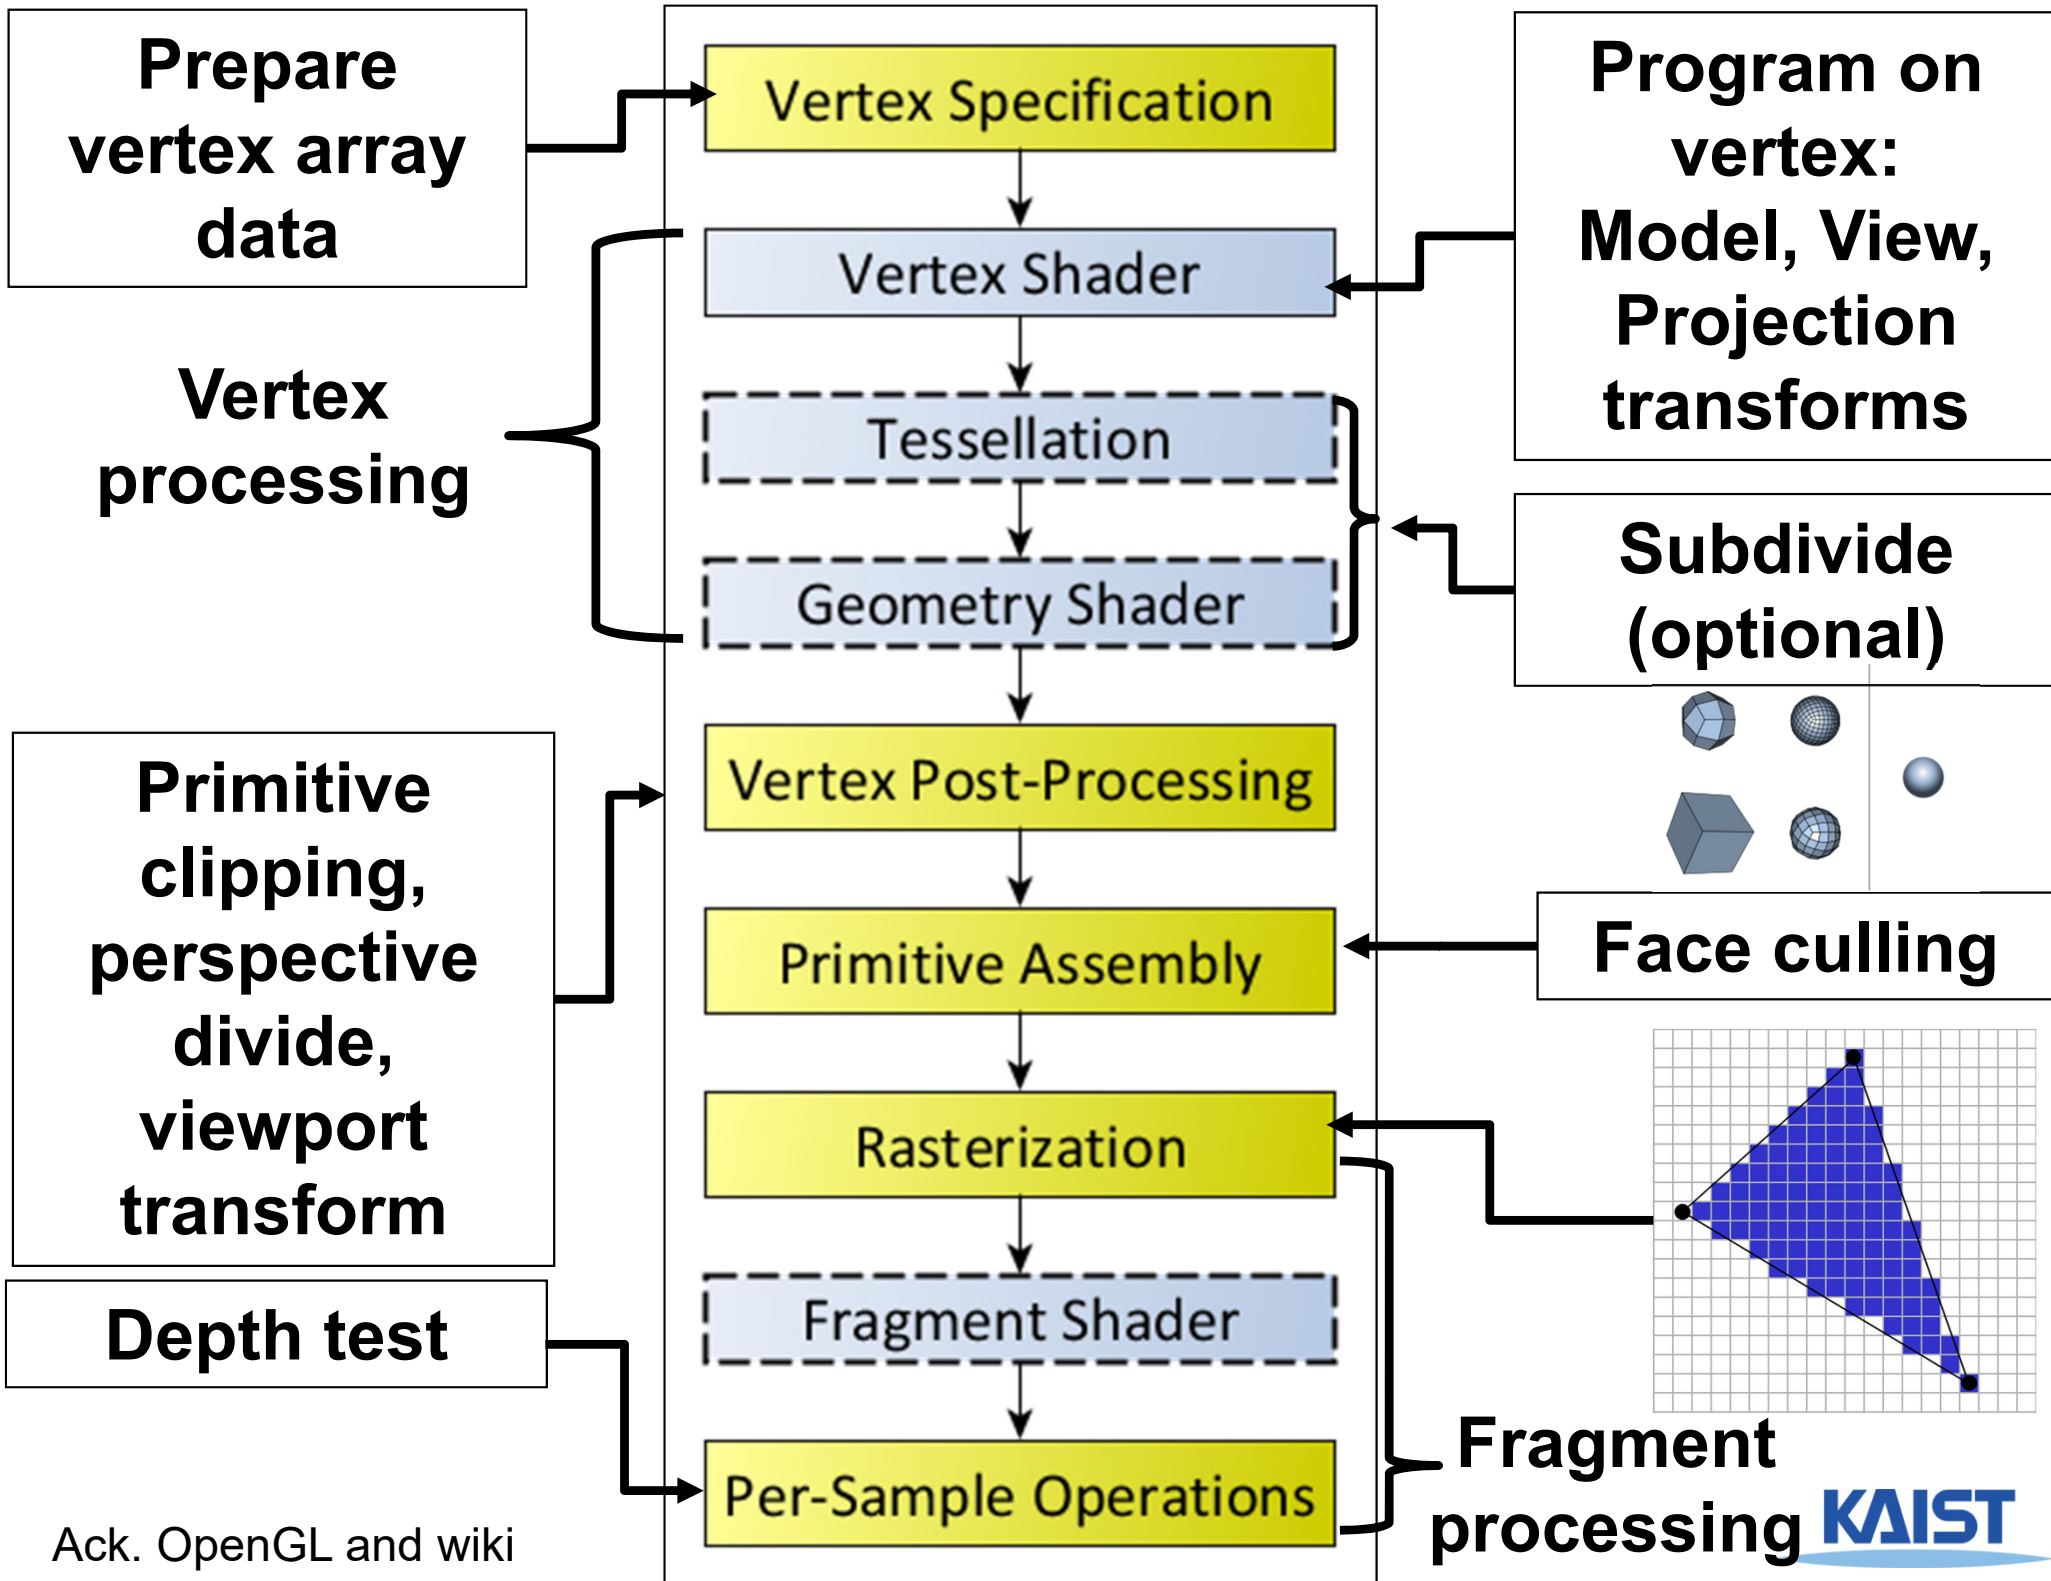 Prepare
vertex array
data
Vertex
processing
Primitive
clipping,
perspective
divide,
viewport
transform
Depth test
Ack. OpenGL and wiki
Vertex Specification
Vertex Shader
Tessellation
Geometry Shader
Vertex Post-Processing
Primitive Assembly
Rasterization
Fragment Shader
Per-Sample Operations
Program on
vertex:
Model, View,
Projection
transforms
Subdivide
(optional)
Face culling
Fragment
processing
KAIST